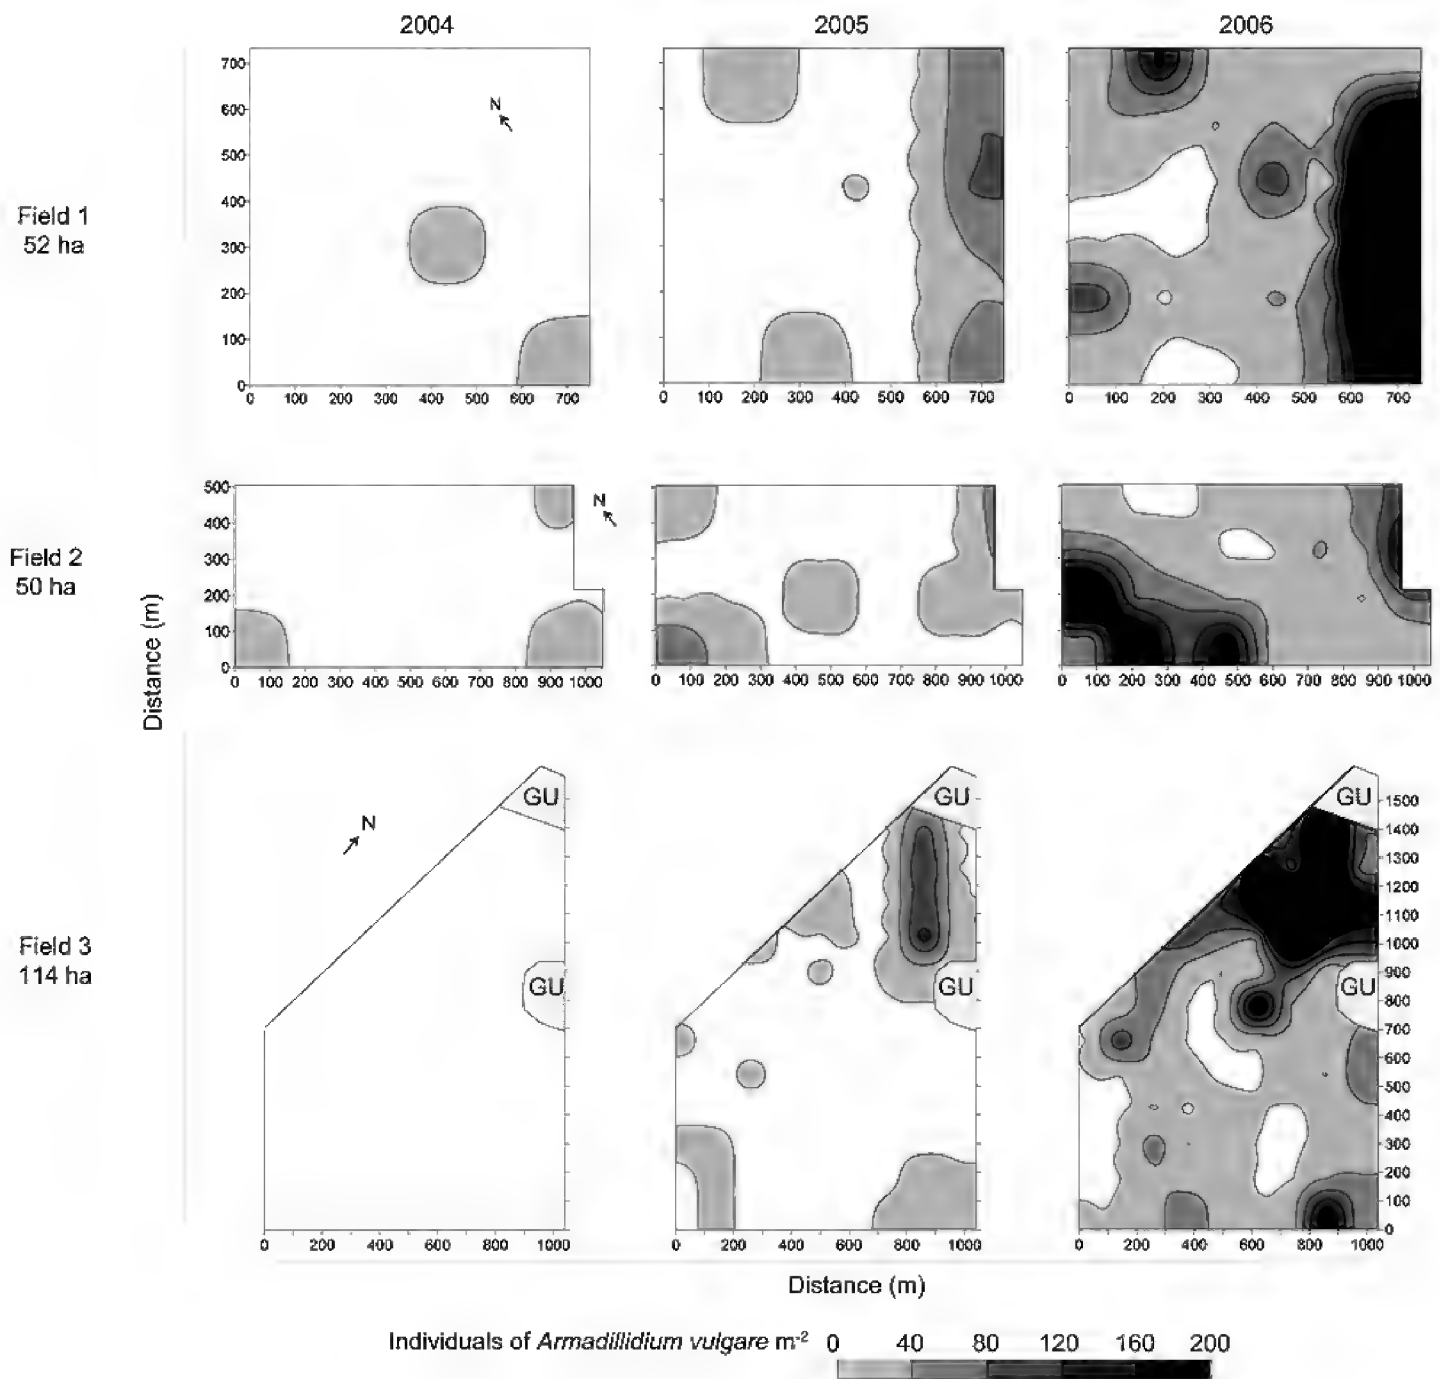 2004 2005 2006
Field 1
52 ha
700
600
500
400
300
200
100
0
N
0 100 200 300 400 500 600 700
0 100 200 300 400 500 600 700
0 100 200 300 400 500 600 700
Field 2
50 ha
500
400
300
200
100
0
N
0 100 200 300 400 500 600 700 800 900 1000
0 100 200 300 400 500 600 700 800 900 1000
0 100 200 300 400 500 600 700 800 900 1000
Distance (m)
Field 3
114 ha
N
GU
GU
GU
GU
GU
GU
1500
1400
1300
1200
1100
1000
900
800
700
600
500
400
300
200
100
0
0 200 400 600 800 1000
0 200 400 600 800 1000
0 200 400 600 800 1000
Distance (m)
Individuals of Armadillidium vulgare m-2 0 40 80 120 160 200